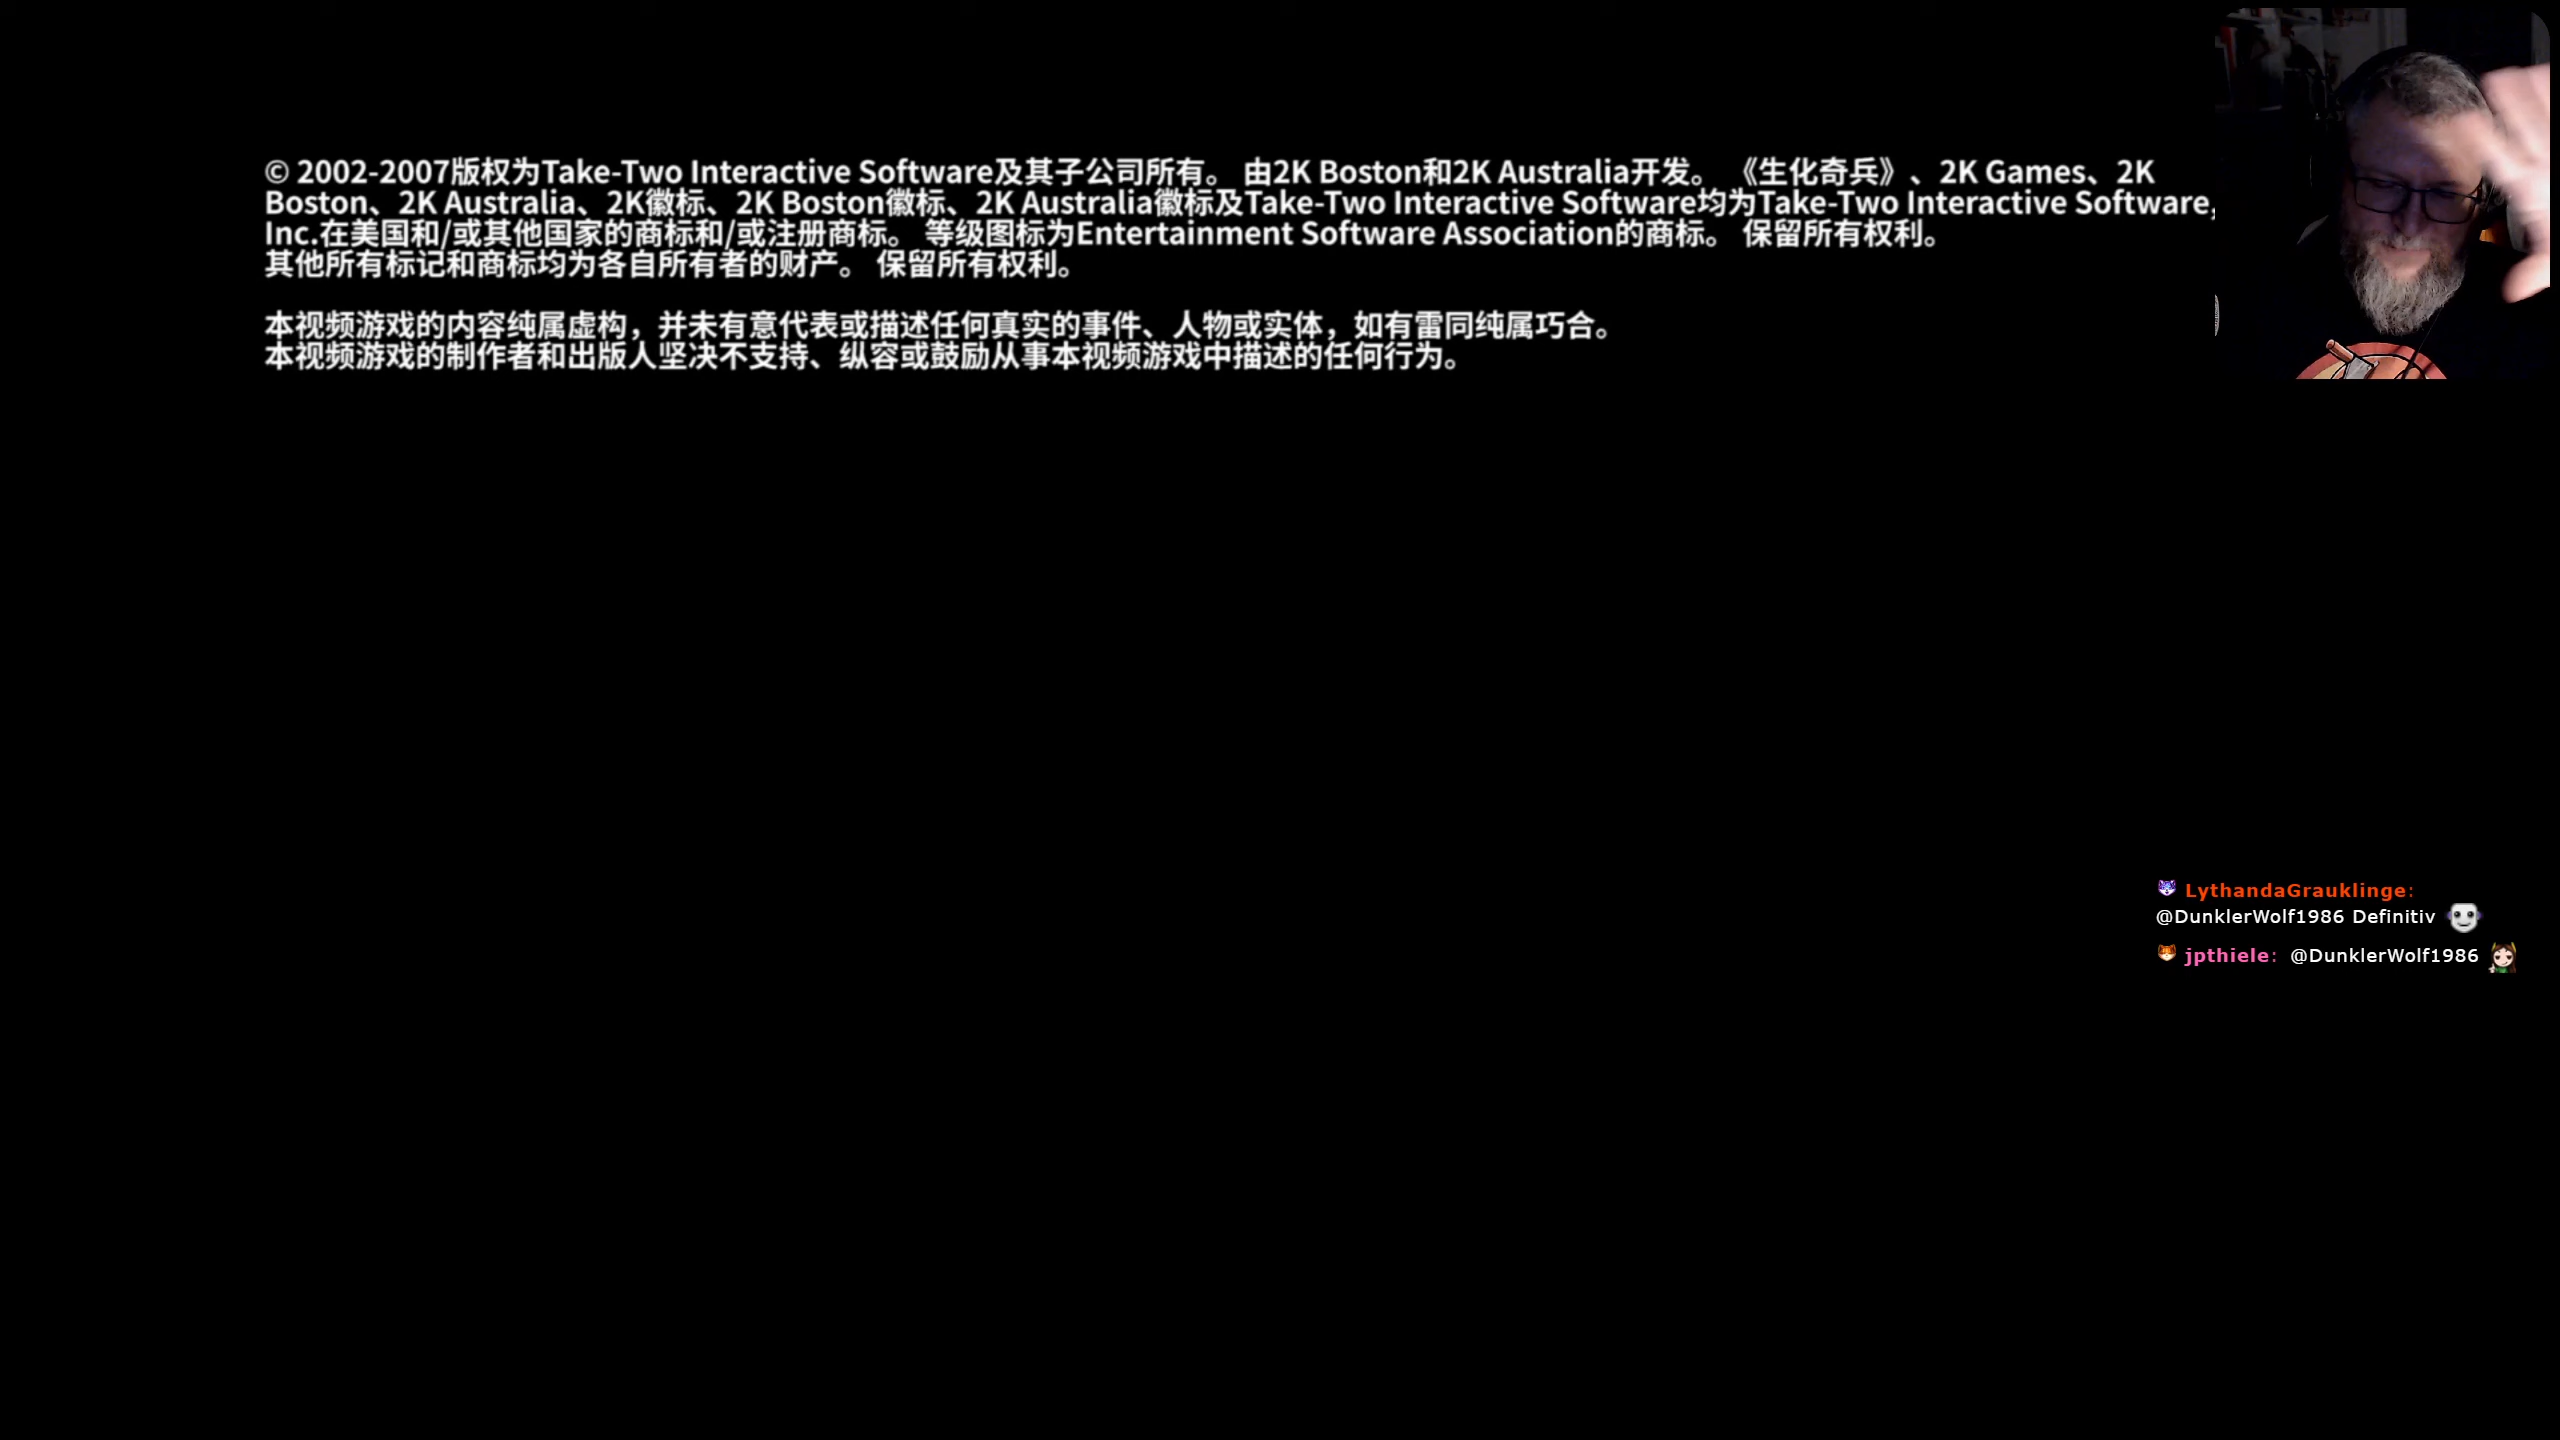 © 2002-2007版权为Take-Two Interactive Software及其子公司所有。 由2K Boston和2K Australia开发。 《生化奇兵》、2K Games、2K
Boston、2K Australia、2K徽标、2K Boston徽标、2K Australia徽标及Take-Two Interactive Software均为Take-Two Interactive Software,
Inc.在美国和/或其他国家的商标和/或注册商标。 等级图标为Entertainment Software Association的商标。 保留所有权利。
其他所有标记和商标均为各自所有者的财产。 保留所有权利。
本视频游戏的内容纯属虚构，并未有意代表或描述任何真实的事件、人物或实体，如有雷同纯属巧合。
本视频游戏的制作者和出版人坚决不支持、纵容或鼓励从事本视频游戏中描述的任何行为。
LythandaGrauklinge:
@DunklerWolf1986 Definitiv
jpthiele: @DunklerWolf1986